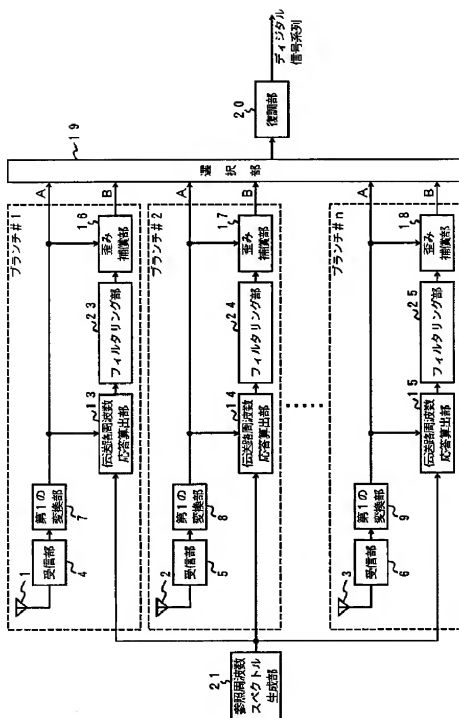 ブランチ#1
1
受信部
4
第1の
変換部
7
13
伝送路周波数
応答算出部
23
フィルタリング部
16
歪み
補償部
A
B
ブランチ#2
2
受信部
5
第1の
変換部
8
14
伝送路周波数
応答算出部
24
フィルタリング部
17
歪み
補償部
A
B
ブランチ#n
3
受信部
6
第1の
変換部
9
15
伝送路周波数
応答算出部
25
フィルタリング部
18
歪み
補償部
A
B
21
参照周波数
スペクトル
生成部
19
選択部
20
復調部
ディジタル
信号系列